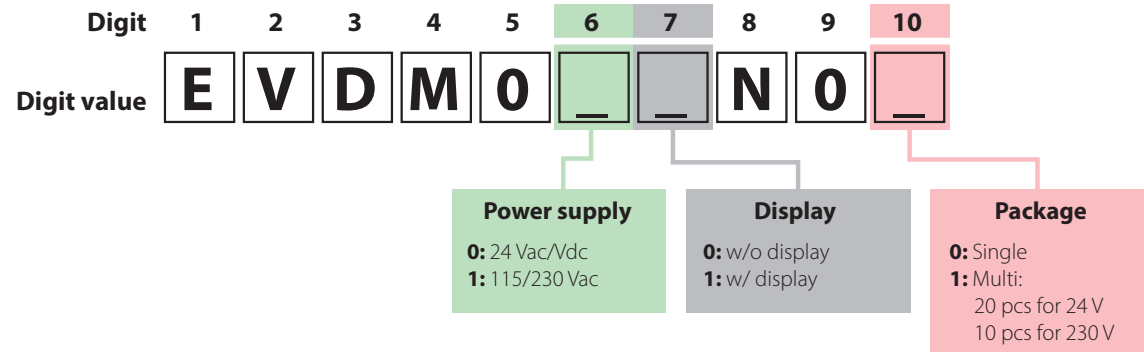 Digit 1 2 3 4 5 6 7 8 9 10
Digit value E V D M 0 _ _ N 0 _
Power supply
0: 24 Vac/Vdc
1: 115/230 Vac
Display
0: w/o display
1: w/ display
Package
0: Single
1: Multi:
20 pcs for 24 V
10 pcs for 230 V